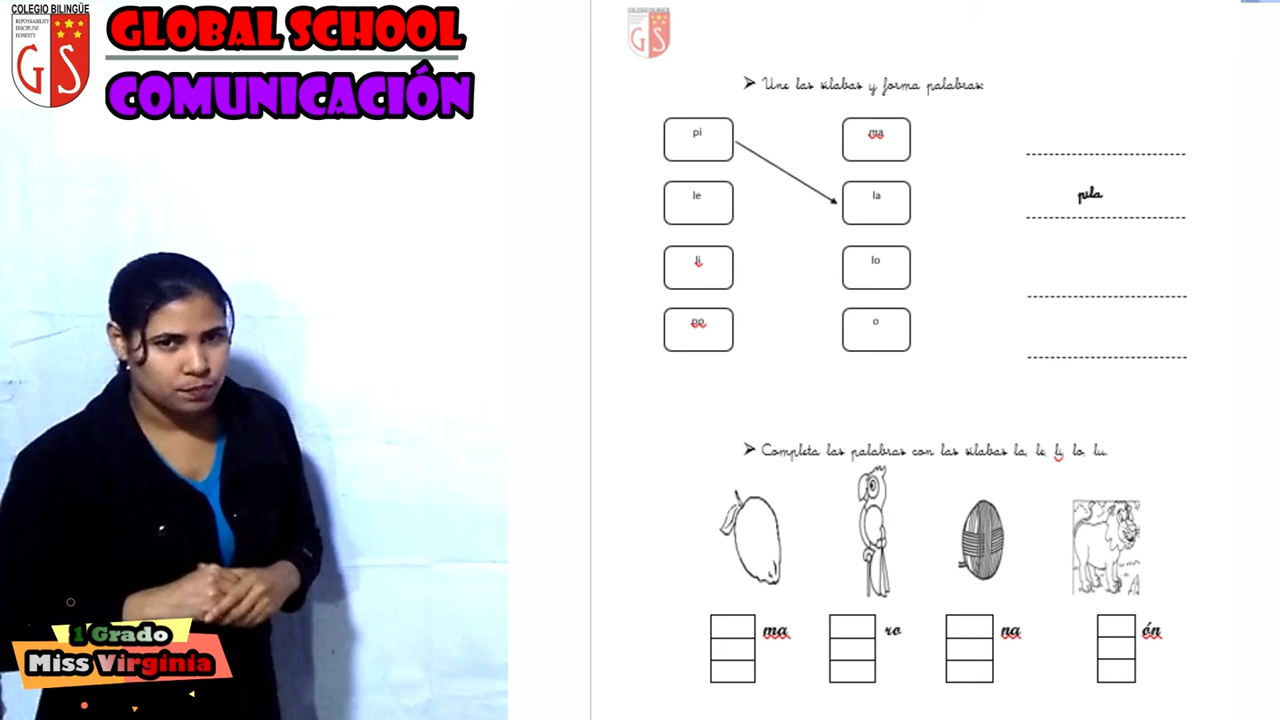 COLEGIO BILINGÜE
REPONSABILITY
DISCIPLINE
HONESTY
G S
GLOBAL SCHOOL
COMUNICACIÓN
1 Grado
Miss Virginia
G S
➤ Une las sílabas y forma palabras:
pi ma
le la pila
li lo
po o
➤ Completa las palabras con las sílabas la, le, li, lo, lu.
ma ro na ón